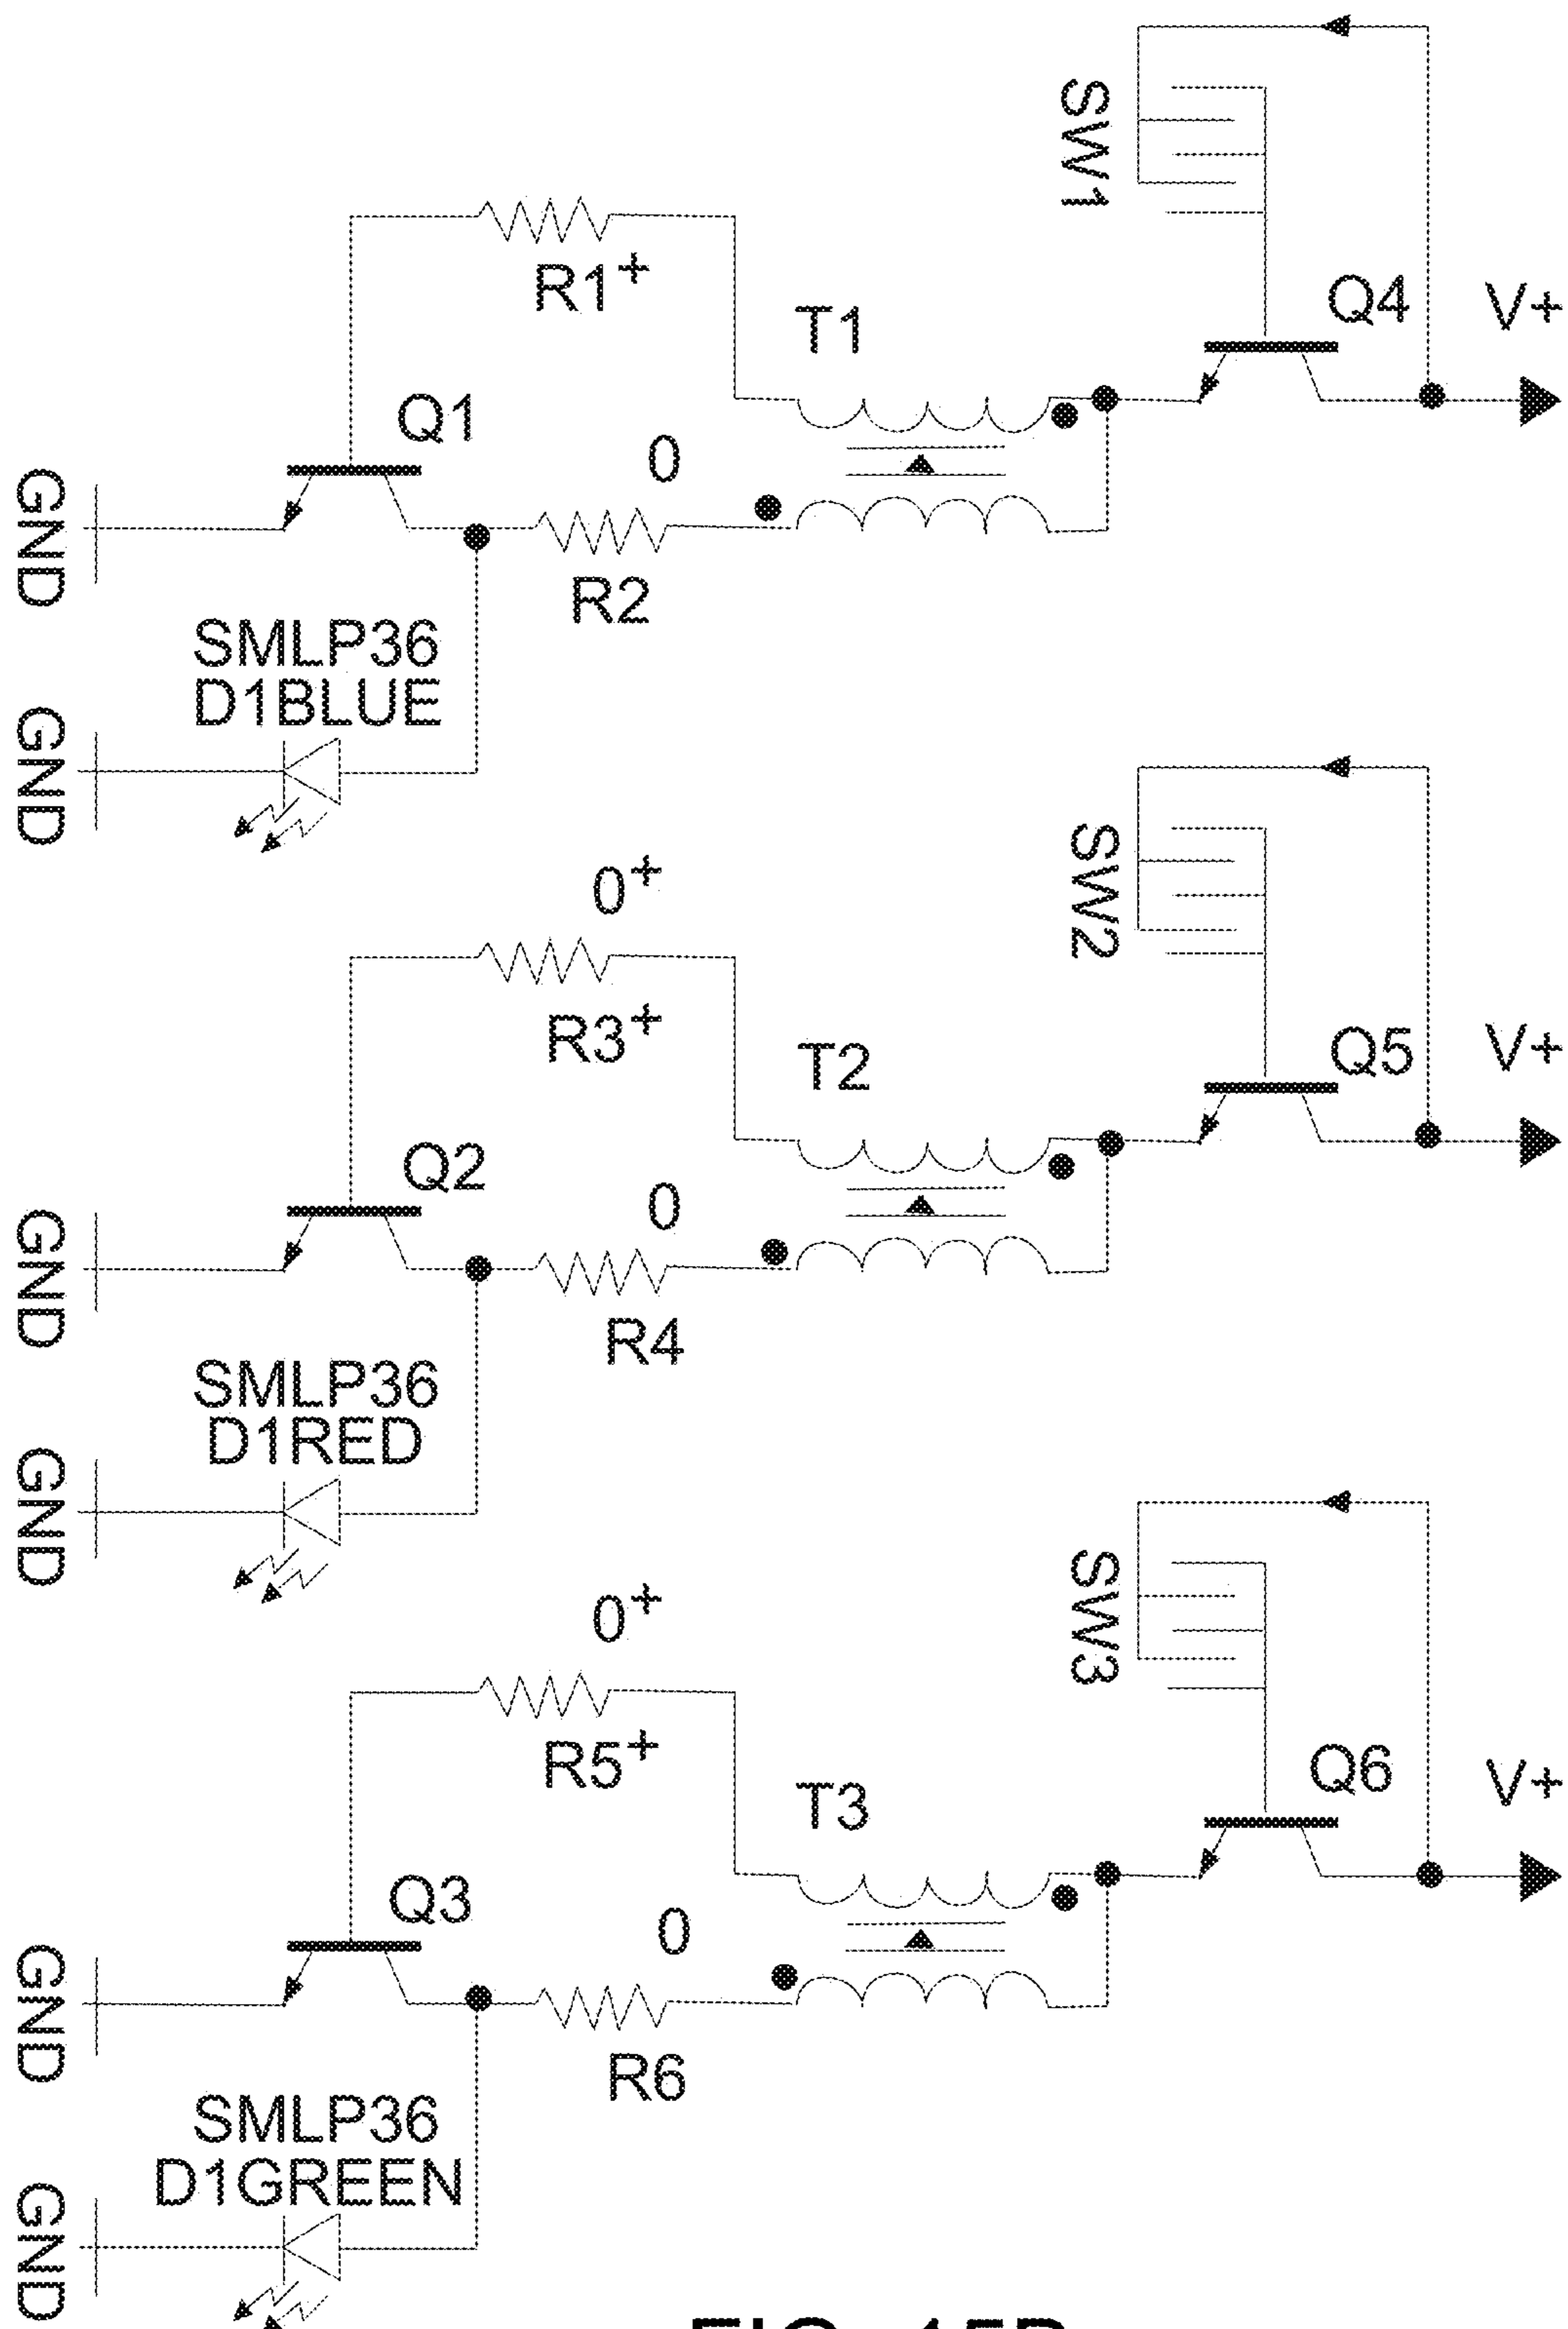 SW1
Q4
V+
R1+
T1
Q1
0
R2
GND
SMLP36
D1BLUE
GND
SW2
0+
R3+
Q5
V+
T2
Q2
0
R4
GND
SMLP36
D1RED
GND
SW3
0+
R5+
Q6
V+
T3
Q3
0
R6
GND
SMLP36
D1GREEN
GND